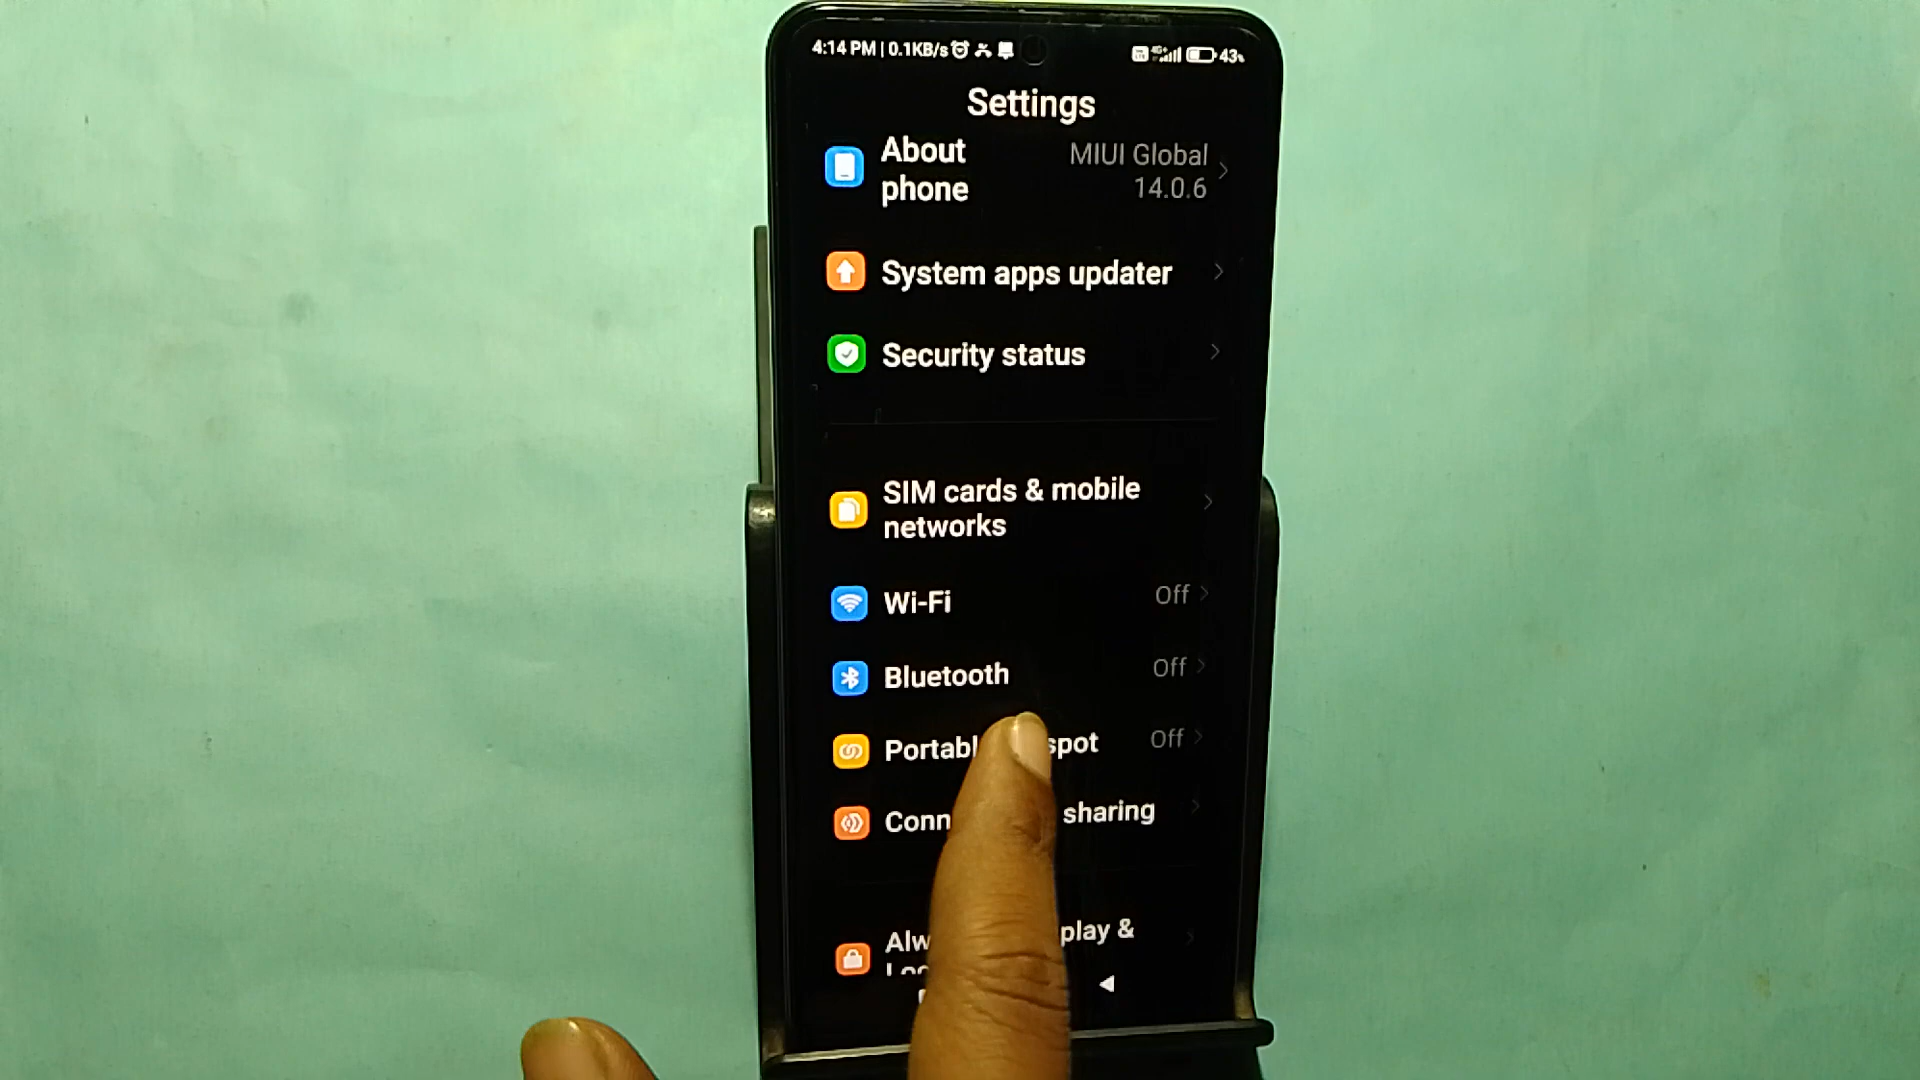 4:14 PM | 0.1KB/s 4G+ 43%
Settings
About phone
MIUI Global 14.0.6
System apps updater
Security status
SIM cards & mobile
networks
Wi-Fi Off
Bluetooth Off
Portabl spot Off
Conn sharing
Alw play &